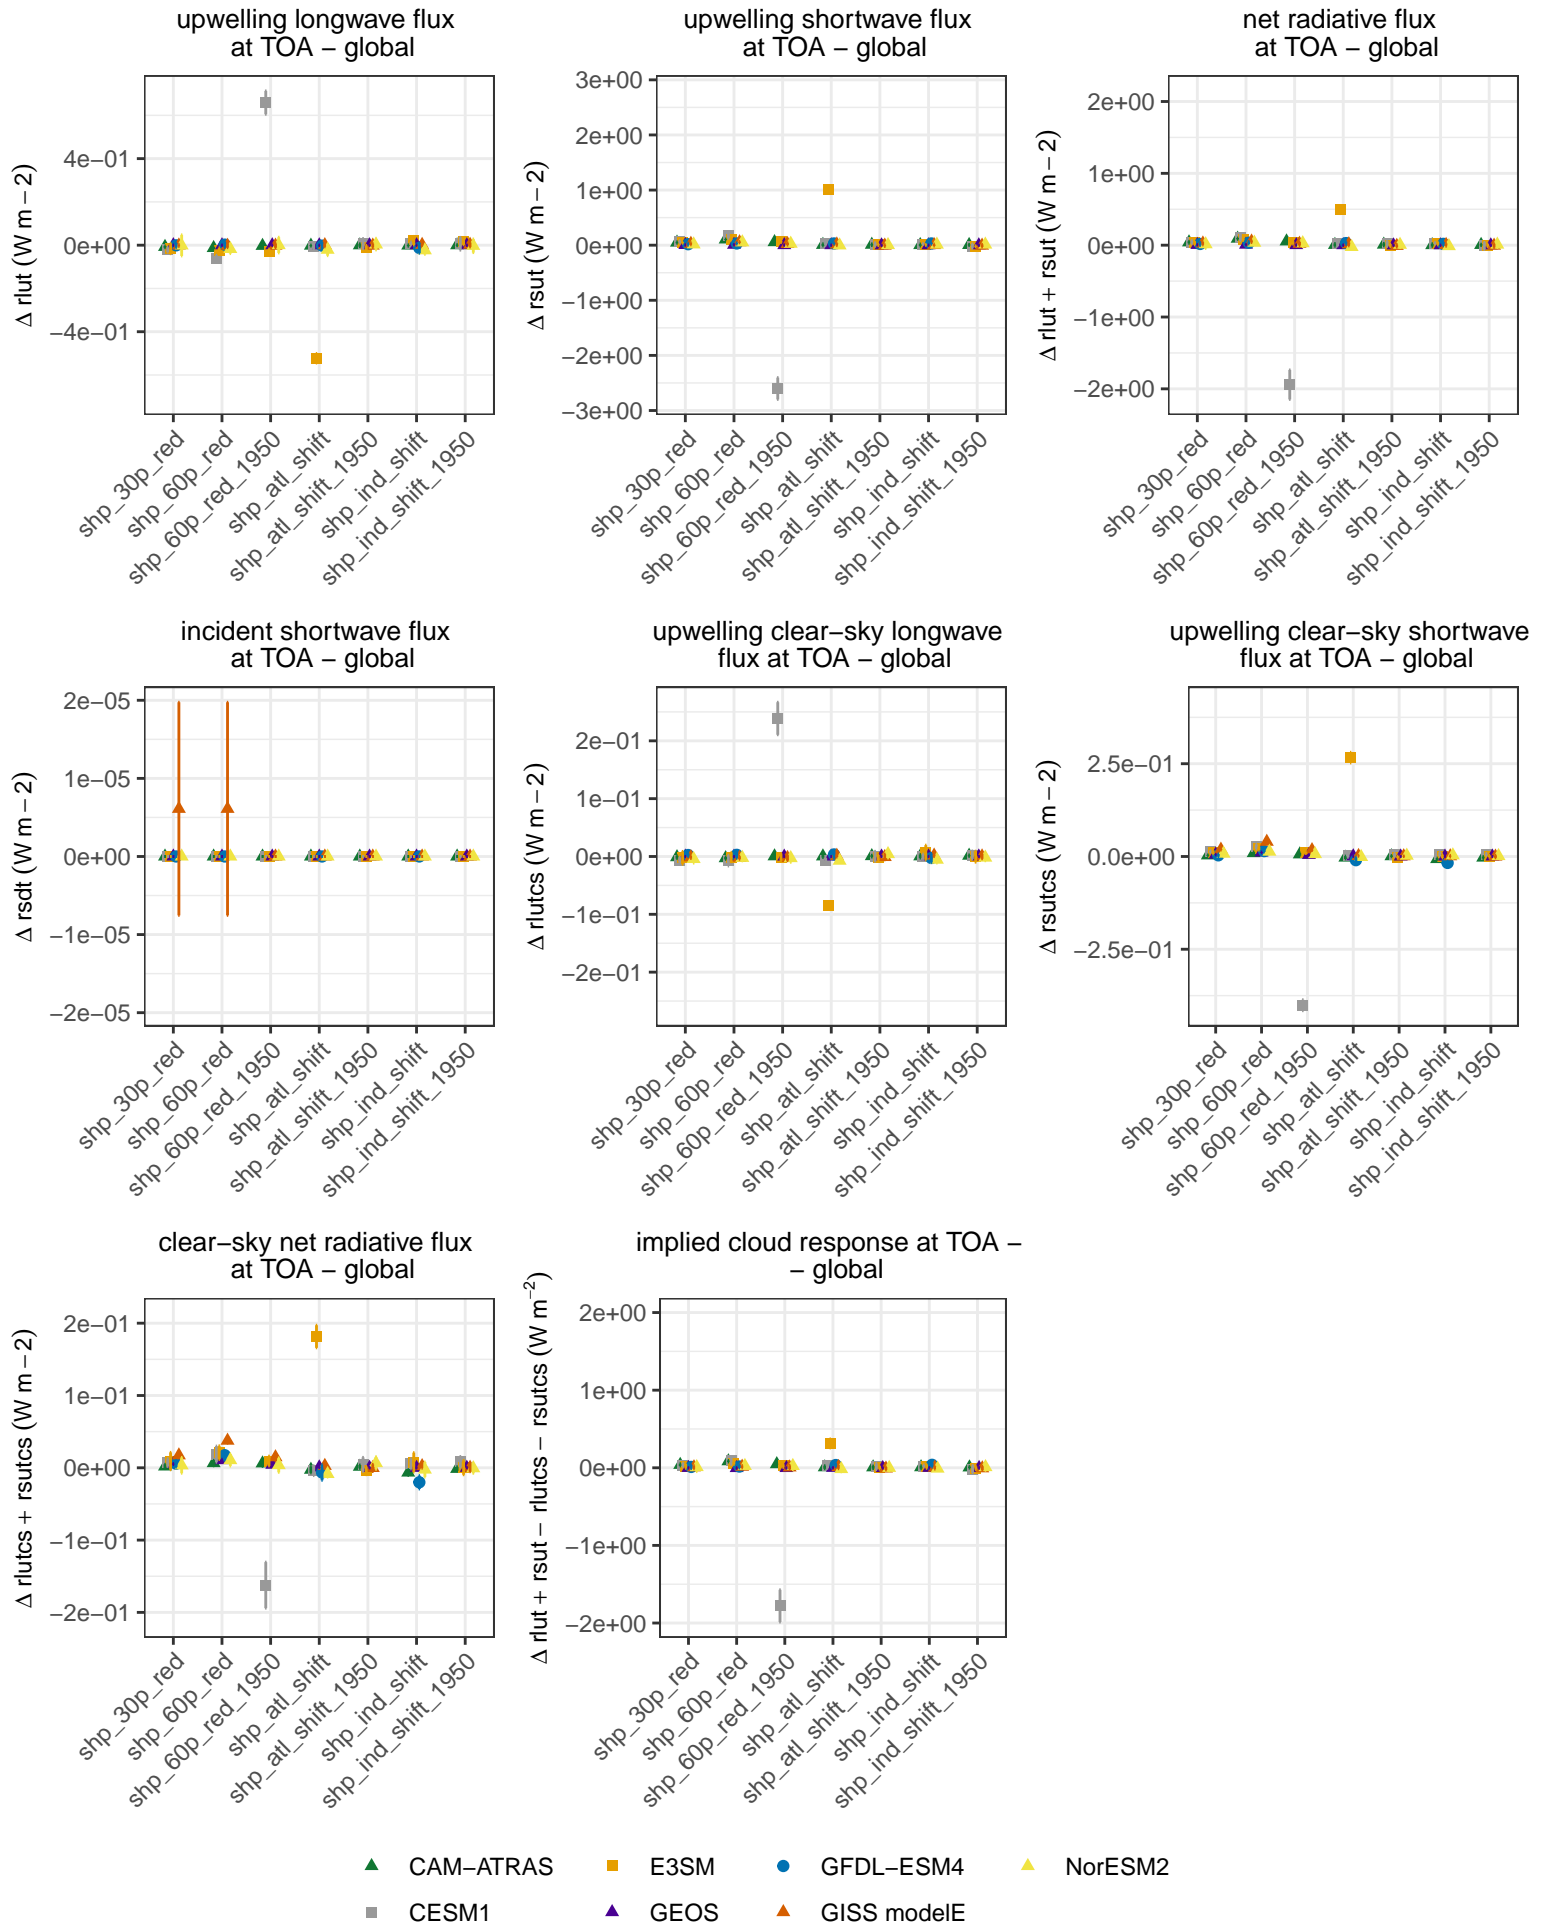 upwelling longwave flux
at TOA − global
Δ rlut (W m − 2)
4e−01
0e+00
−4e−01
shp_30p_red
shp_60p_red
shp_60p_red_1950
shp_atl_shift
shp_atl_shift_1950
shp_ind_shift
shp_ind_shift_1950
upwelling shortwave flux
at TOA − global
Δ rsut (W m − 2)
3e+00
2e+00
1e+00
0e+00
−1e+00
−2e+00
−3e+00
shp_30p_red
shp_60p_red
shp_60p_red_1950
shp_atl_shift
shp_atl_shift_1950
shp_ind_shift
shp_ind_shift_1950
net radiative flux
at TOA − global
Δ rlut + rsut (W m − 2)
2e+00
1e+00
0e+00
−1e+00
−2e+00
shp_30p_red
shp_60p_red
shp_60p_red_1950
shp_atl_shift
shp_atl_shift_1950
shp_ind_shift
shp_ind_shift_1950
incident shortwave flux
at TOA − global
Δ rsdt (W m − 2)
2e−05
1e−05
0e+00
−1e−05
−2e−05
shp_30p_red
shp_60p_red
shp_60p_red_1950
shp_atl_shift
shp_atl_shift_1950
shp_ind_shift
shp_ind_shift_1950
upwelling clear−sky longwave
flux at TOA − global
Δ rlutcs (W m − 2)
2e−01
1e−01
0e+00
−1e−01
−2e−01
shp_30p_red
shp_60p_red
shp_60p_red_1950
shp_atl_shift
shp_atl_shift_1950
shp_ind_shift
shp_ind_shift_1950
upwelling clear−sky shortwave
flux at TOA − global
Δ rsutcs (W m − 2)
2.5e−01
0.0e+00
−2.5e−01
shp_30p_red
shp_60p_red
shp_60p_red_1950
shp_atl_shift
shp_atl_shift_1950
shp_ind_shift
shp_ind_shift_1950
clear−sky net radiative flux
at TOA − global
Δ rlutcs + rsutcs (W m − 2)
2e−01
1e−01
0e+00
−1e−01
−2e−01
shp_30p_red
shp_60p_red
shp_60p_red_1950
shp_atl_shift
shp_atl_shift_1950
shp_ind_shift
shp_ind_shift_1950
implied cloud response at TOA −
− global
Δ rlut + rsut − rlutcs − rsutcs (W m⁻²)
2e+00
1e+00
0e+00
−1e+00
−2e+00
shp_30p_red
shp_60p_red
shp_60p_red_1950
shp_atl_shift
shp_atl_shift_1950
shp_ind_shift
shp_ind_shift_1950
CAM−ATRAS E3SM GFDL−ESM4 NorESM2
CESM1 GEOS GISS modelE